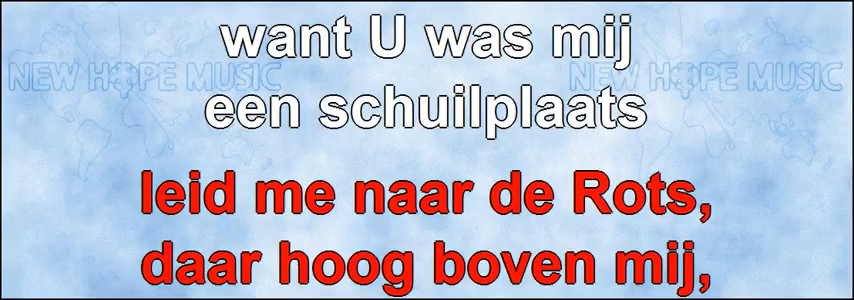 want U was mij
NEW HOPE MUSIC NEW HOPE MUSIC
een schuilplaats
leid me naar de Rots,
daar hoog boven mij,